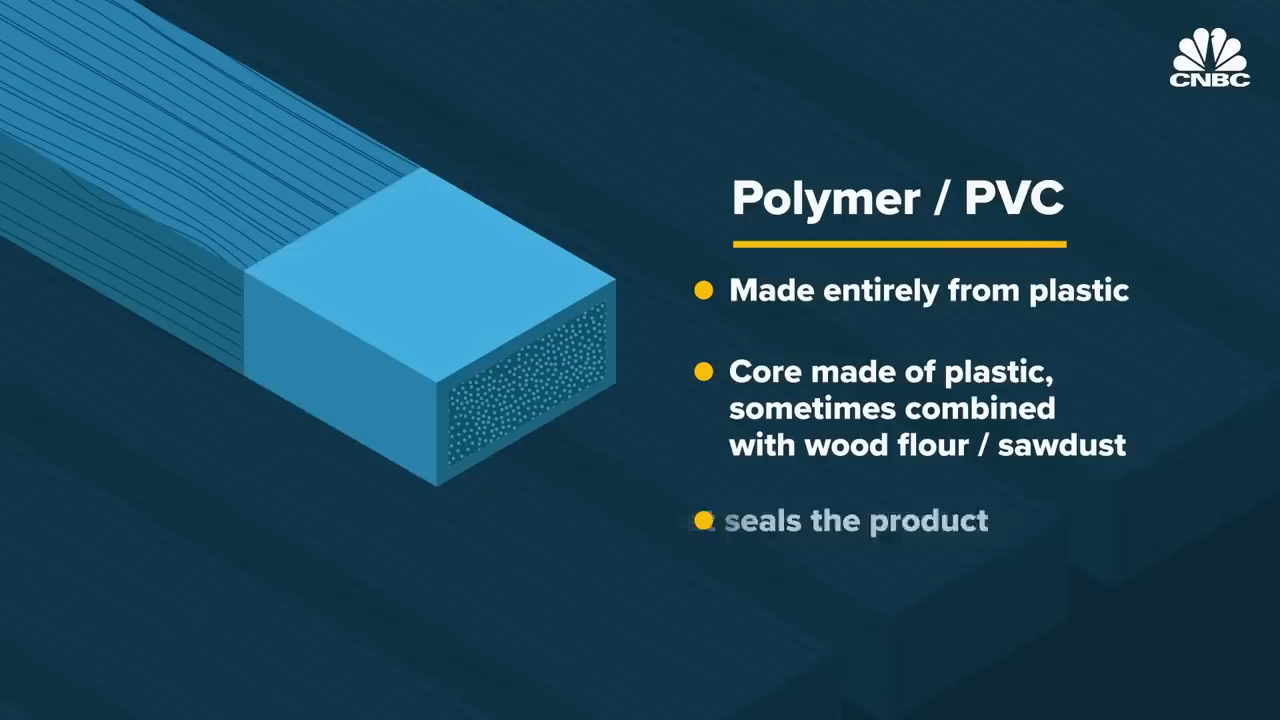 CNBC
Polymer / PVC
Made entirely from plastic
Core made of plastic,
sometimes combined
with wood flour / sawdust
seals the product